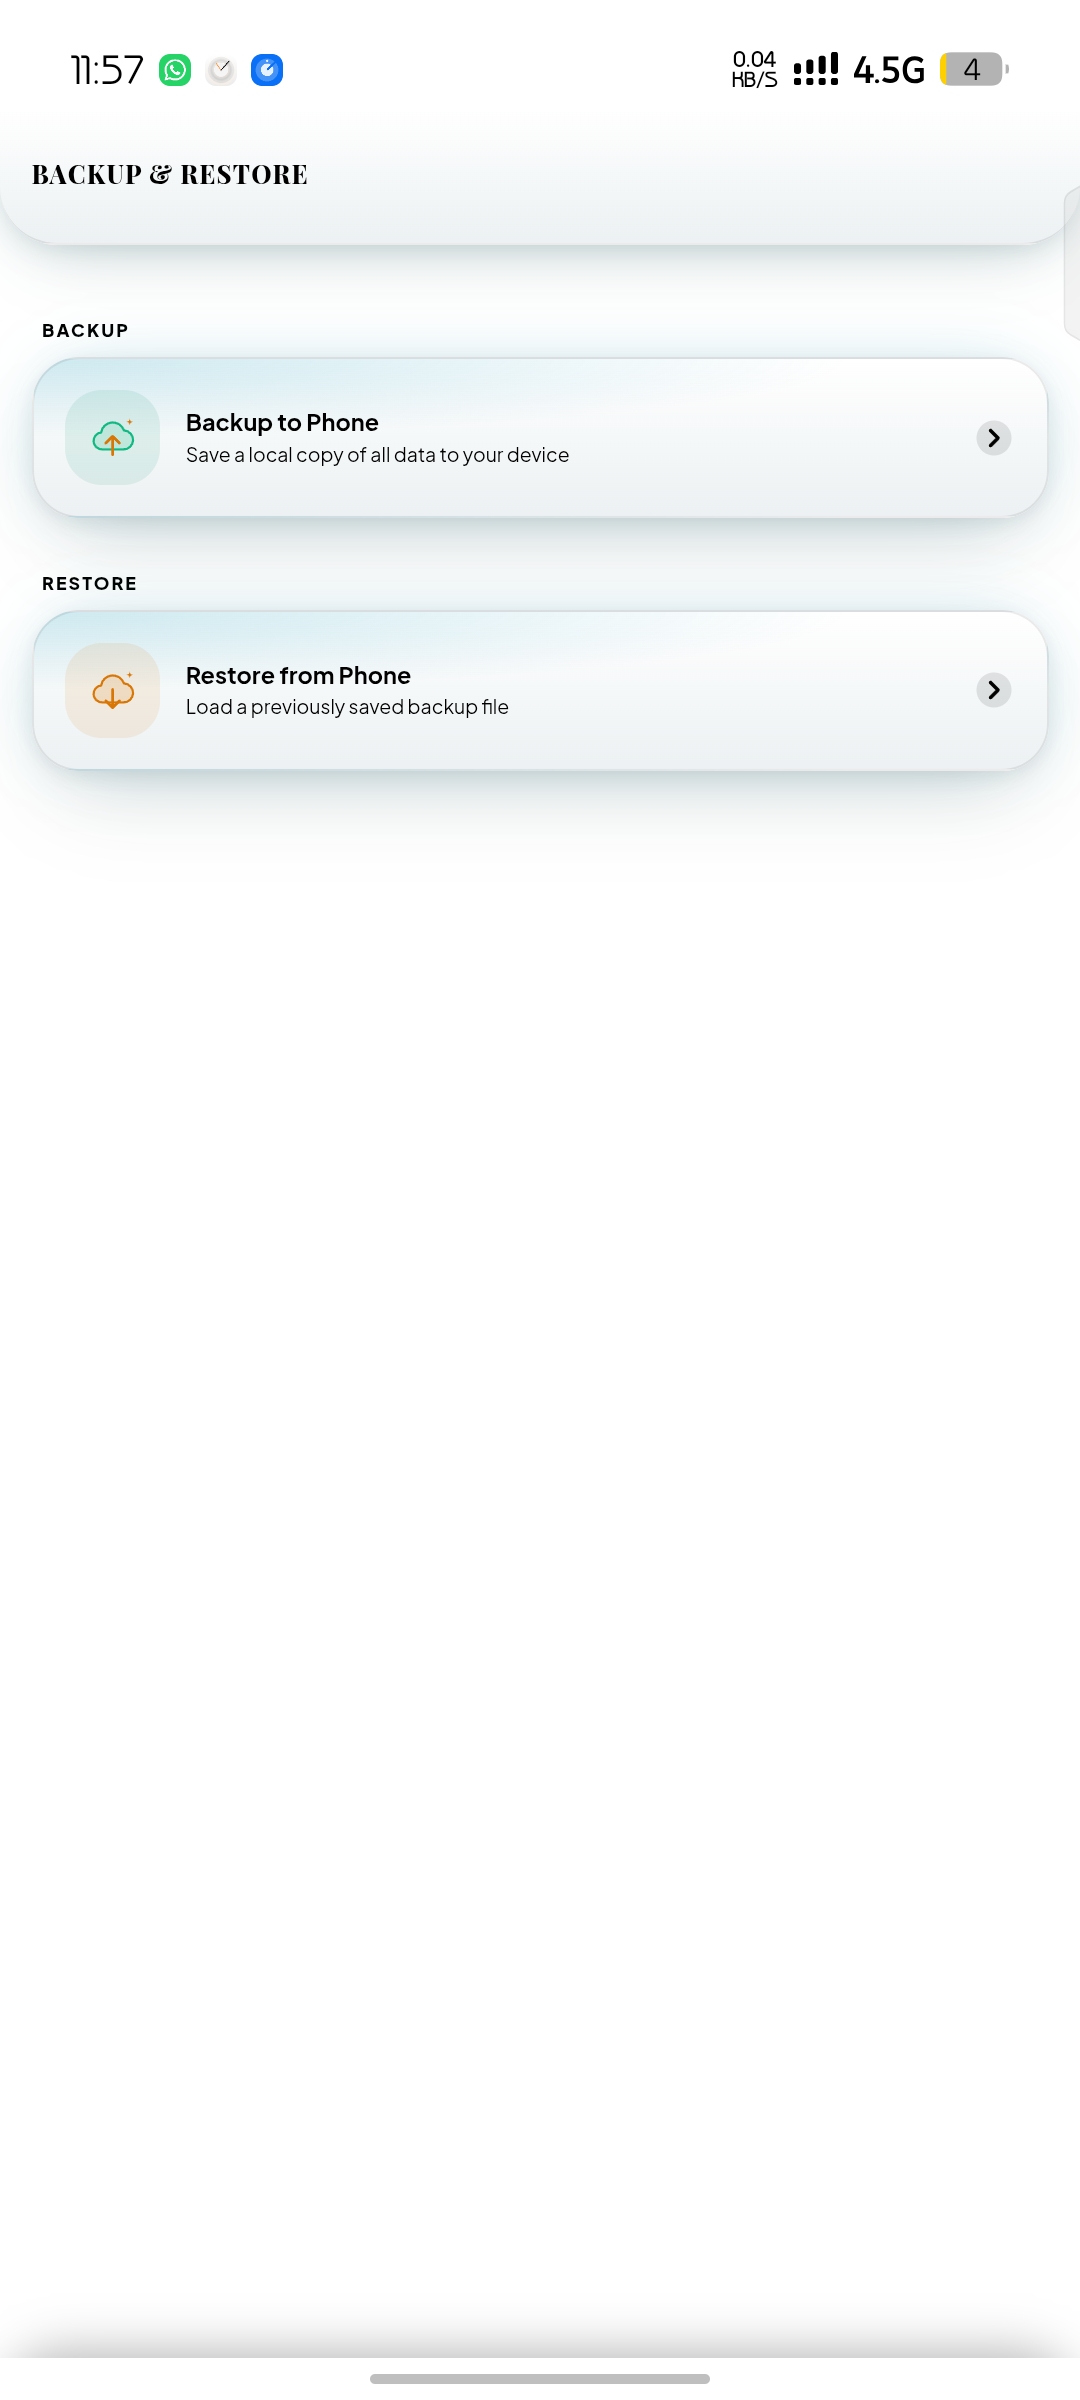 11:57
0.04
KB/S
4.5G
4
BACKUP & RESTORE
BACKUP
Backup to Phone
Save a local copy of all data to your device
RESTORE
Restore from Phone
Load a previously saved backup file